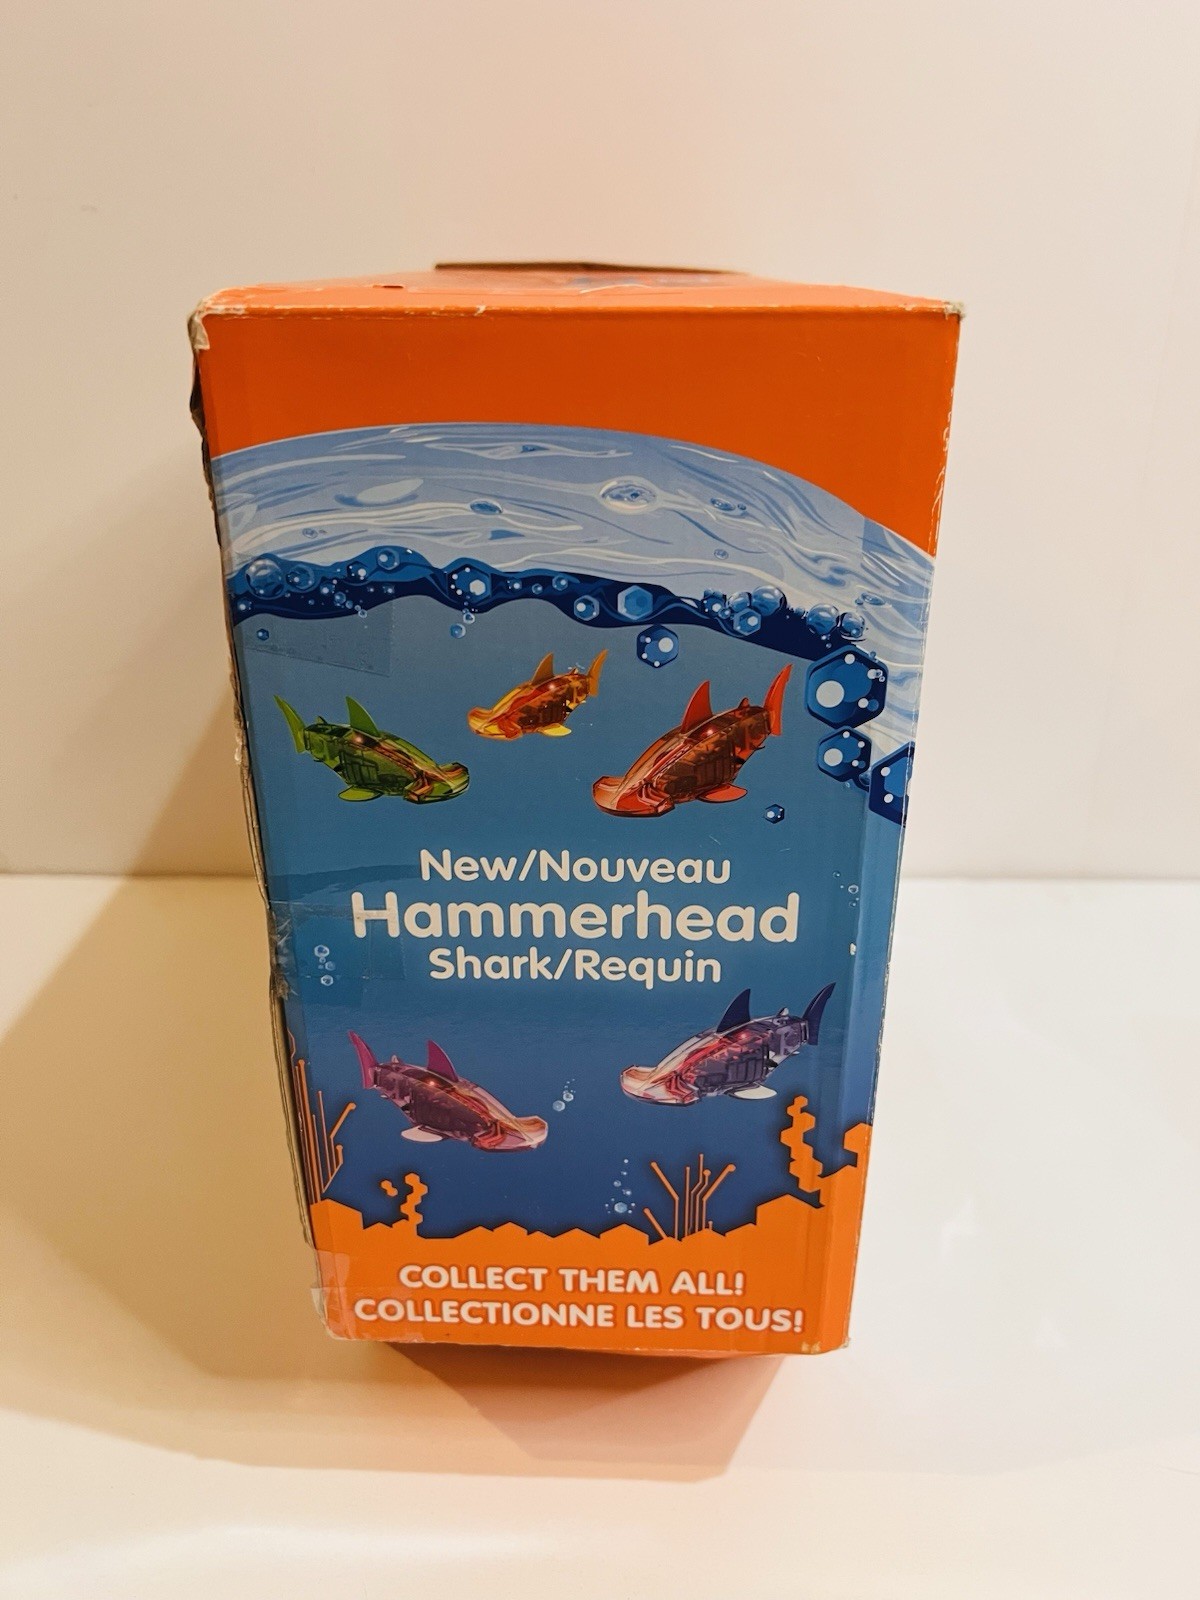 New/Nouveau
Hammerhead
Shark/Requin
COLLECT THEM ALL!
COLLECTIONNE LES TOUS!